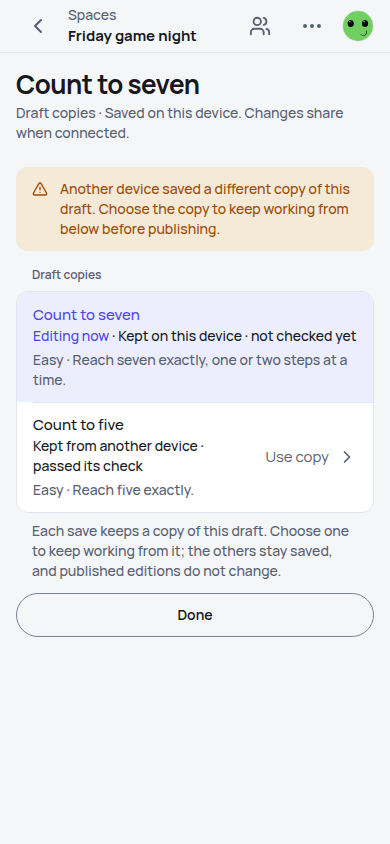 Spaces
Friday game night
Count to seven
Draft copies · Saved on this device. Changes share
when connected.
Another device saved a different copy of this
draft. Choose the copy to keep working from
below before publishing.
Draft copies
Count to seven
Editing now · Kept on this device · not checked yet
Easy · Reach seven exactly, one or two steps at a
time.
Count to five
Kept from another device ·
passed its check
Use copy
Easy · Reach five exactly.
Each save keeps a copy of this draft. Choose one
to keep working from it; the others stay saved,
and published editions do not change.
Done